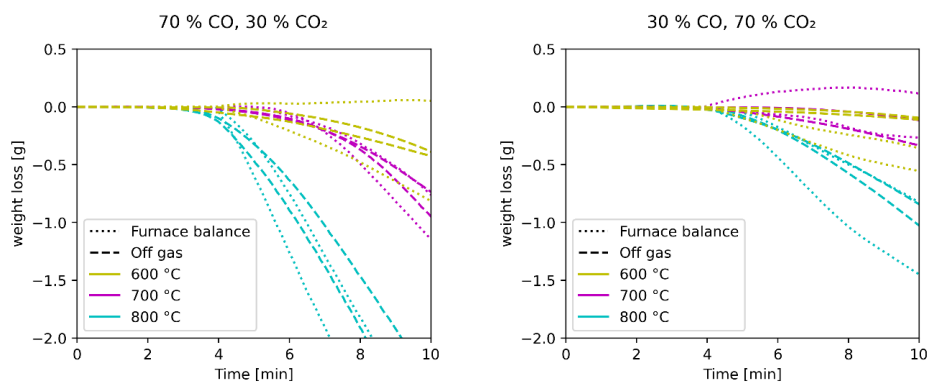 70 % CO, 30 % CO₂
weight loss [g]
0.5
0.0
−0.5
−1.0
−1.5
−2.0
Furnace balance
Off gas
600 °C
700 °C
800 °C
0 2 4 6 8 10
Time [min]
30 % CO, 70 % CO₂
weight loss [g]
0.5
0.0
−0.5
−1.0
−1.5
−2.0
Furnace balance
Off gas
600 °C
700 °C
800 °C
0 2 4 6 8 10
Time [min]